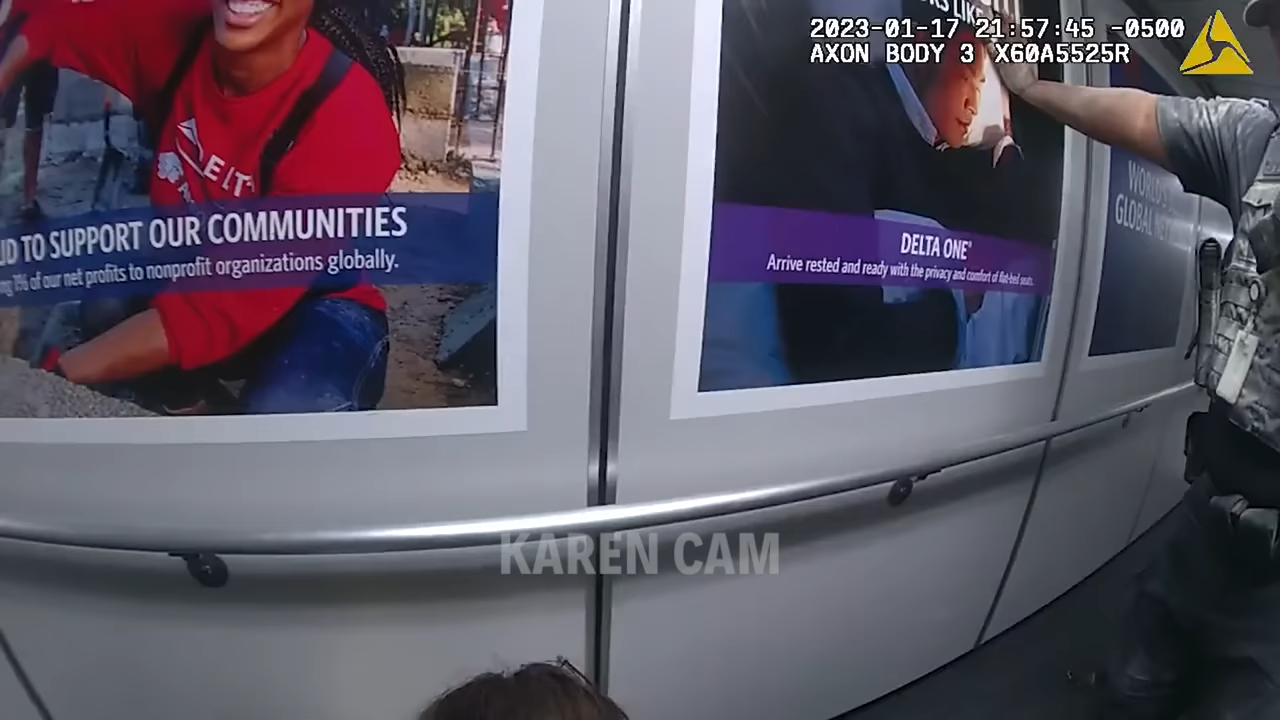 2023-01-17 21:57:45 -0500
AXON BODY 3 X60A5525R
TO SUPPORT OUR COMMUNITIES
1% of our net profits to nonprofit organizations globally.
DELTA ONE®
Arrive rested and ready with the privacy and comfort of flat-bed seats.
GLOBAL
KAREN CAM